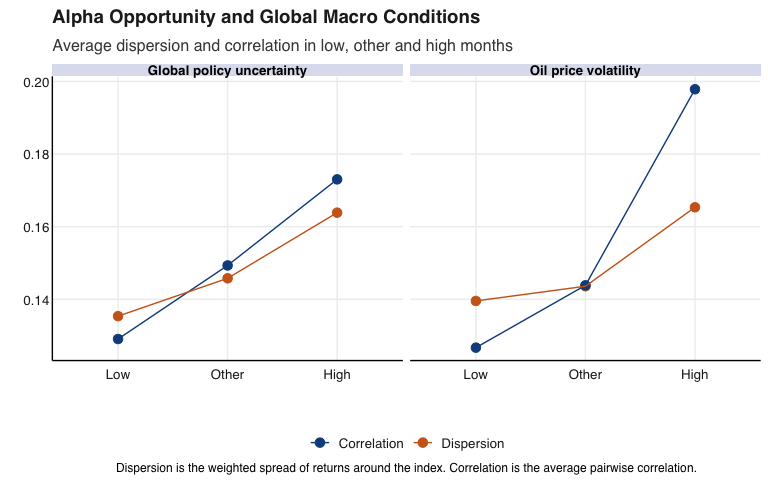 Alpha Opportunity and Global Macro Conditions
Average dispersion and correlation in low, other and high months
Global policy uncertainty
Oil price volatility
0.20
0.18
0.16
0.14
Low Other High
Low Other High
Correlation Dispersion
Dispersion is the weighted spread of returns around the index. Correlation is the average pairwise correlation.